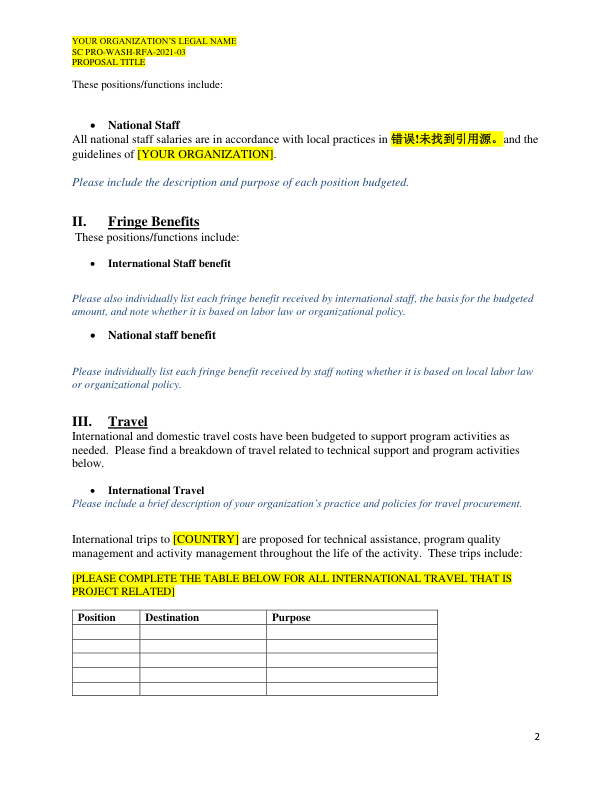 YOUR ORGANIZATION’S LEGAL NAME
SC PRO-WASH-RFA-2021-03
PROPOSAL TITLE
These positions/functions include:
• National Staff
All national staff salaries are in accordance with local practices in 错误!未找到引用源。and the
guidelines of [YOUR ORGANIZATION].
Please include the description and purpose of each position budgeted.
II. Fringe Benefits
These positions/functions include:
• International Staff benefit
Please also individually list each fringe benefit received by international staff, the basis for the budgeted
amount, and note whether it is based on labor law or organizational policy.
• National staff benefit
Please individually list each fringe benefit received by staff noting whether it is based on local labor law
or organizational policy.
III. Travel
International and domestic travel costs have been budgeted to support program activities as
needed.  Please find a breakdown of travel related to technical support and program activities
below.
• International Travel
Please include a brief description of your organization’s practice and policies for travel procurement.
International trips to [COUNTRY] are proposed for technical assistance, program quality
management and activity management throughout the life of the activity.  These trips include:
[PLEASE COMPLETE THE TABLE BELOW FOR ALL INTERNATIONAL TRAVEL THAT IS
PROJECT RELATED]
Position Destination Purpose
2